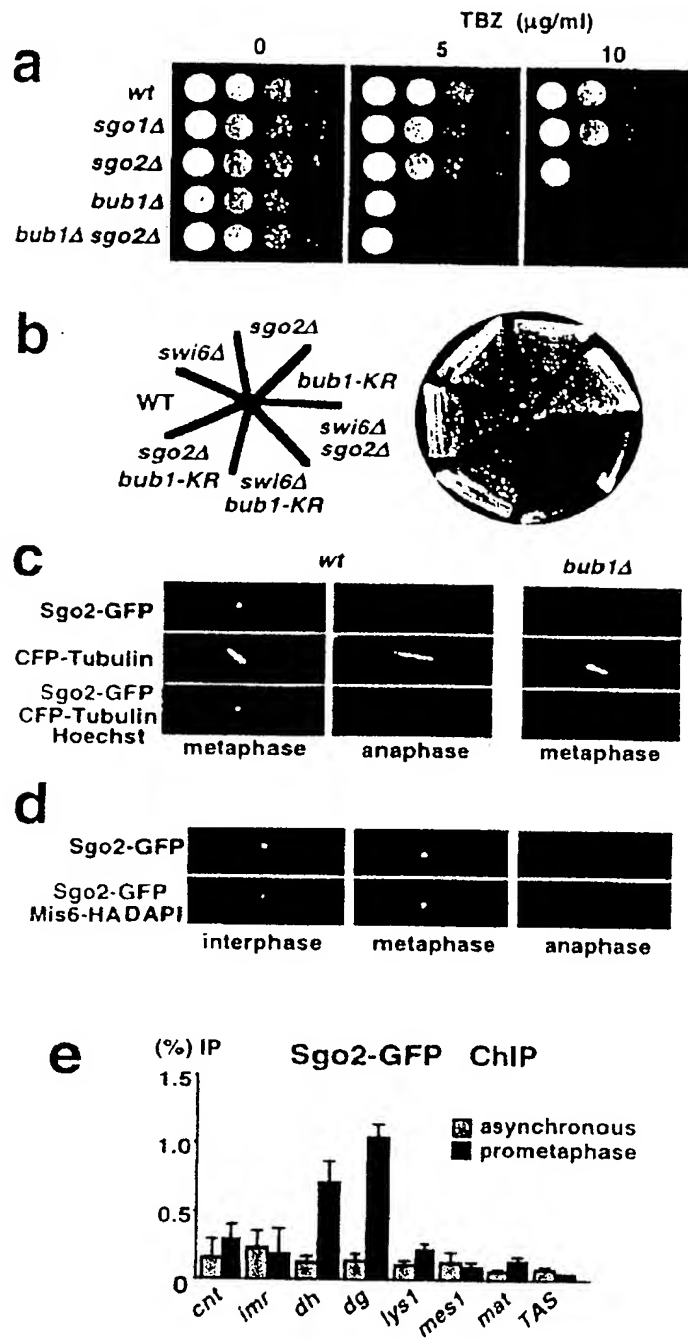 TBZ (µg/ml)
0 5 10
a
wt
sgo1Δ
sgo2Δ
bub1Δ
bub1Δ sgo2Δ
b
sgo2Δ
swi6Δ
bub1-KR
WT
swi6Δ
sgo2Δ
sgo2Δ
bub1-KR
swi6Δ
bub1-KR
c
wt bub1Δ
Sgo2-GFP
CFP-Tubulin
Sgo2-GFP
CFP-Tubulin
Hoechst
metaphase anaphase metaphase
d
Sgo2-GFP
Sgo2-GFP
Mis6-HADAPI
interphase metaphase anaphase
e
(%) IP Sgo2-GFP ChIP
1.5
asynchronous
prometaphase
1.0
0.5
0
cnt imr dh dg lys1 mes1 mat TAS